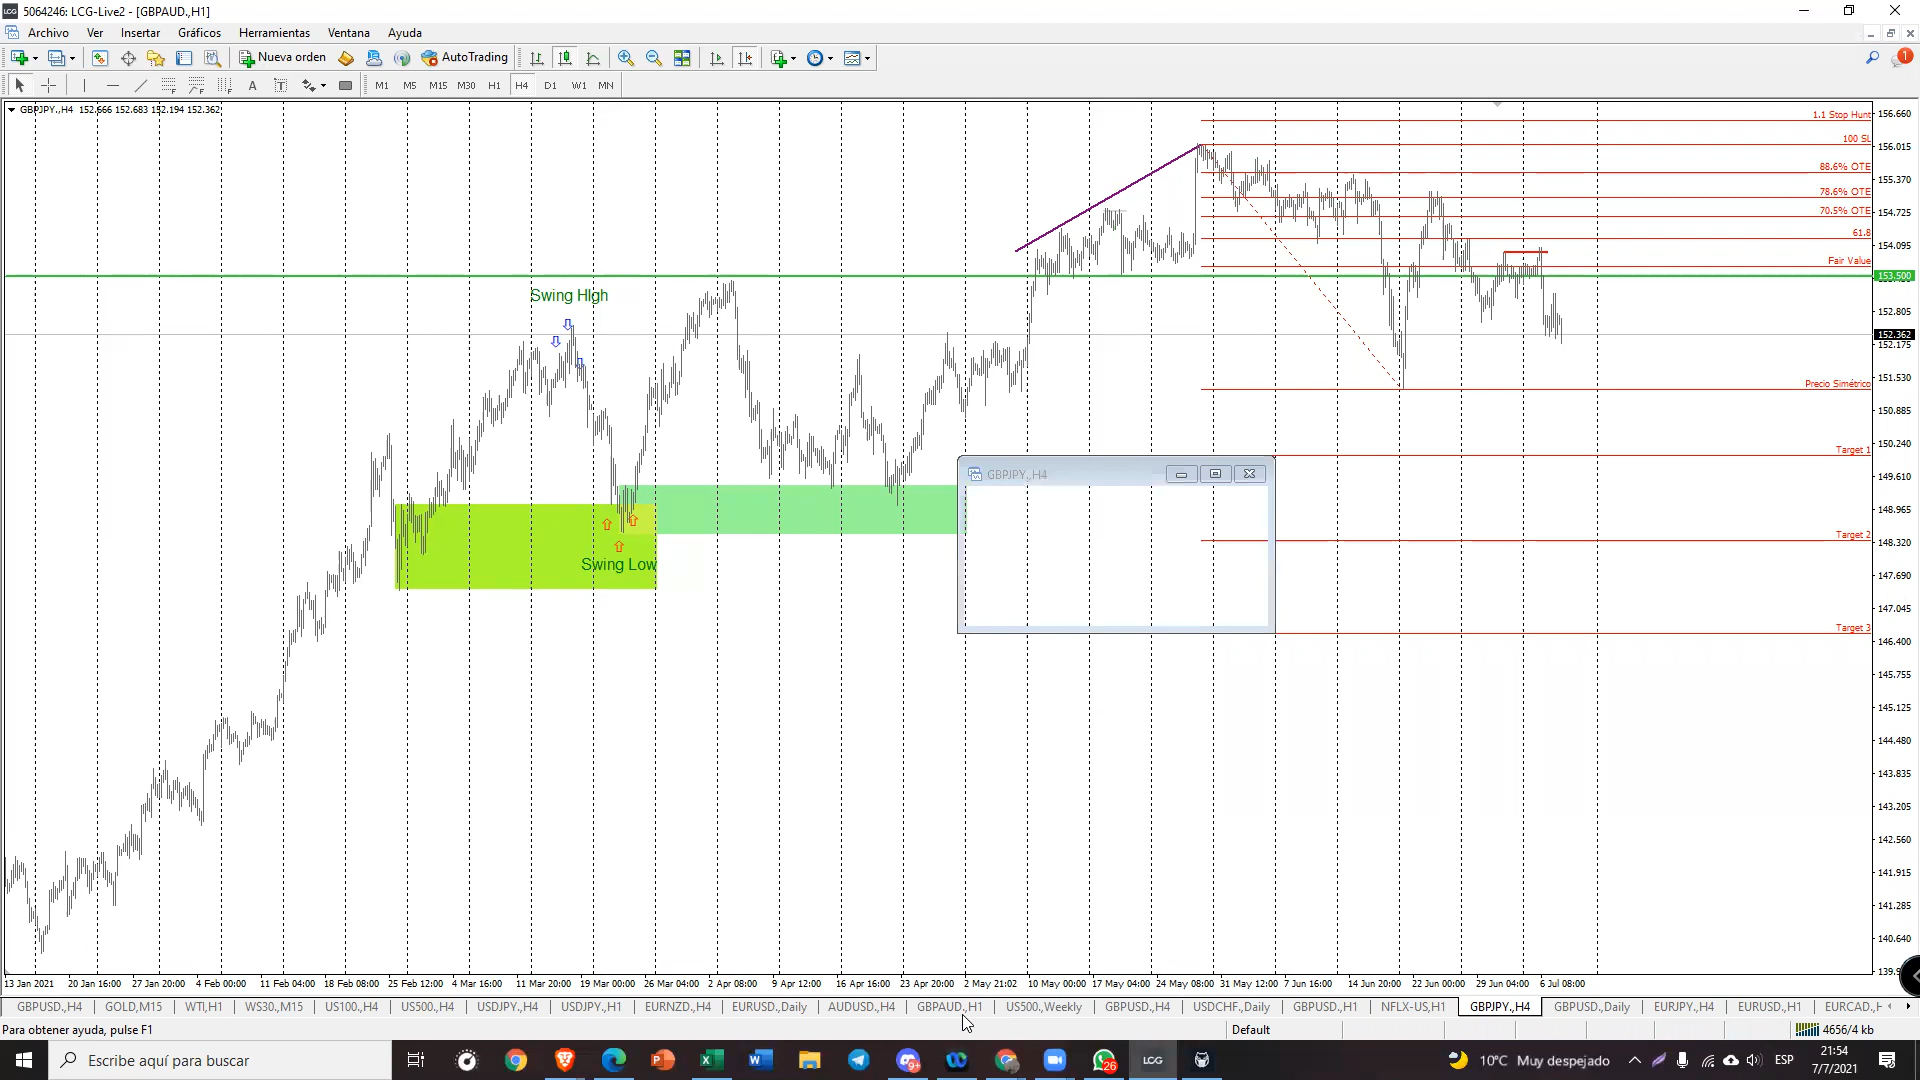 5064246: LCG-Live2 - [GBPAUD.,H1]
Archivo Ver Insertar Gráficos Herramientas Ventana Ayuda
Nueva orden AutoTrading
A T M1 M5 M15 M30 H1 H4 D1 W1 MN
GBPJPY.,H4 152.666 152.683 152.194 152.362
1.1 Stop Hunt
156.660
100 SL
156.015
88.6% OTE
155.370
78.6% OTE
70.5% OTE
154.725
61.8
154.095
Fair Value
153.500
Swing HIgh
152.805
152.362
152.175
151.530
Precio Simétrico
150.885
Target 1
150.240
GBPJPY.,H4
149.610
148.965
Target 2
148.320
Swing Low
147.690
147.045
Target 3
146.400
145.755
145.125
144.480
143.835
143.205
142.560
141.915
141.285
140.640
13 Jan 2021 20 Jan 16:00 27 Jan 20:00 4 Feb 00:00 11 Feb 04:00 18 Feb 08:00 25 Feb 12:00 4 Mar 16:00 11 Mar 20:00 19 Mar 00:00 26 Mar 04:00 2 Apr 08:00 9 Apr 12:00 16 Apr 16:00 23 Apr 20:00 2 May 21:02 10 May 00:00 17 May 04:00 24 May 08:00 31 May 12:00 7 Jun 16:00 14 Jun 20:00 22 Jun 00:00 29 Jun 04:00 6 Jul 08:00
GBPUSD.,H4 GOLD,M15 WTI,H1 WS30.,M15 US100.,H4 US500.,H4 USDJPY.,H4 USDJPY.,H1 EURNZD.,H4 EURUSD.,Daily AUDUSD.,H4 GBPAUD.,H1 US500.,Weekly GBPUSD.,H4 USDCHF.,Daily GBPUSD.,H1 NFLX-US,H1 GBPJPY.,H4 GBPUSD.,Daily EURJPY.,H4 EURUSD.,H1 EURCAD.,H
Para obtener ayuda, pulse F1 Default 4656/4 kb
Escribe aquí para buscar LCG 10°C Muy despejado ESP
21:54
7/7/2021